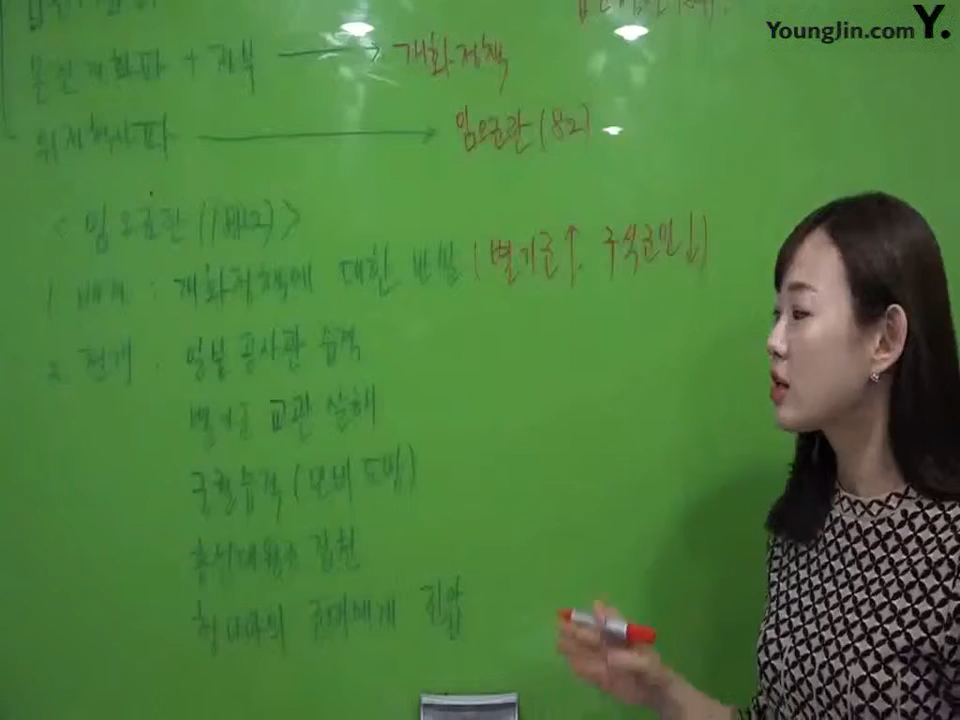 YoungJin.com Y.
온건개화파 + 정부 → 개화정책
위정척사파 → 임오군란(82)
<임오군란(1882)>
1 배경 : 개화정책에 대한 반발 (별기군↑, 구식군인↓)
2 전개 : 일본 공사관 습격
별기군 교관 살해
궁궐습격(민비 도망)
흥선대원군 집권
청나라의 군대에게 진압